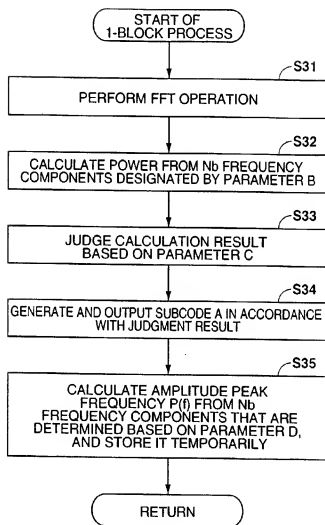 START OF
1-BLOCK PROCESS
S31
PERFORM FFT OPERATION
S32
CALCULATE POWER FROM Nb FREQUENCY
COMPONENTS DESIGNATED BY PARAMETER B
S33
JUDGE CALCULATION RESULT
BASED ON PARAMETER C
S34
GENERATE AND OUTPUT SUBCODE A IN ACCORDANCE
WITH JUDGMENT RESULT
S35
CALCULATE AMPLITUDE PEAK
FREQUENCY P(f) FROM Nb
FREQUENCY COMPONENTS THAT ARE
DETERMINED BASED ON PARAMETER D,
AND STORE IT TEMPORARILY
RETURN